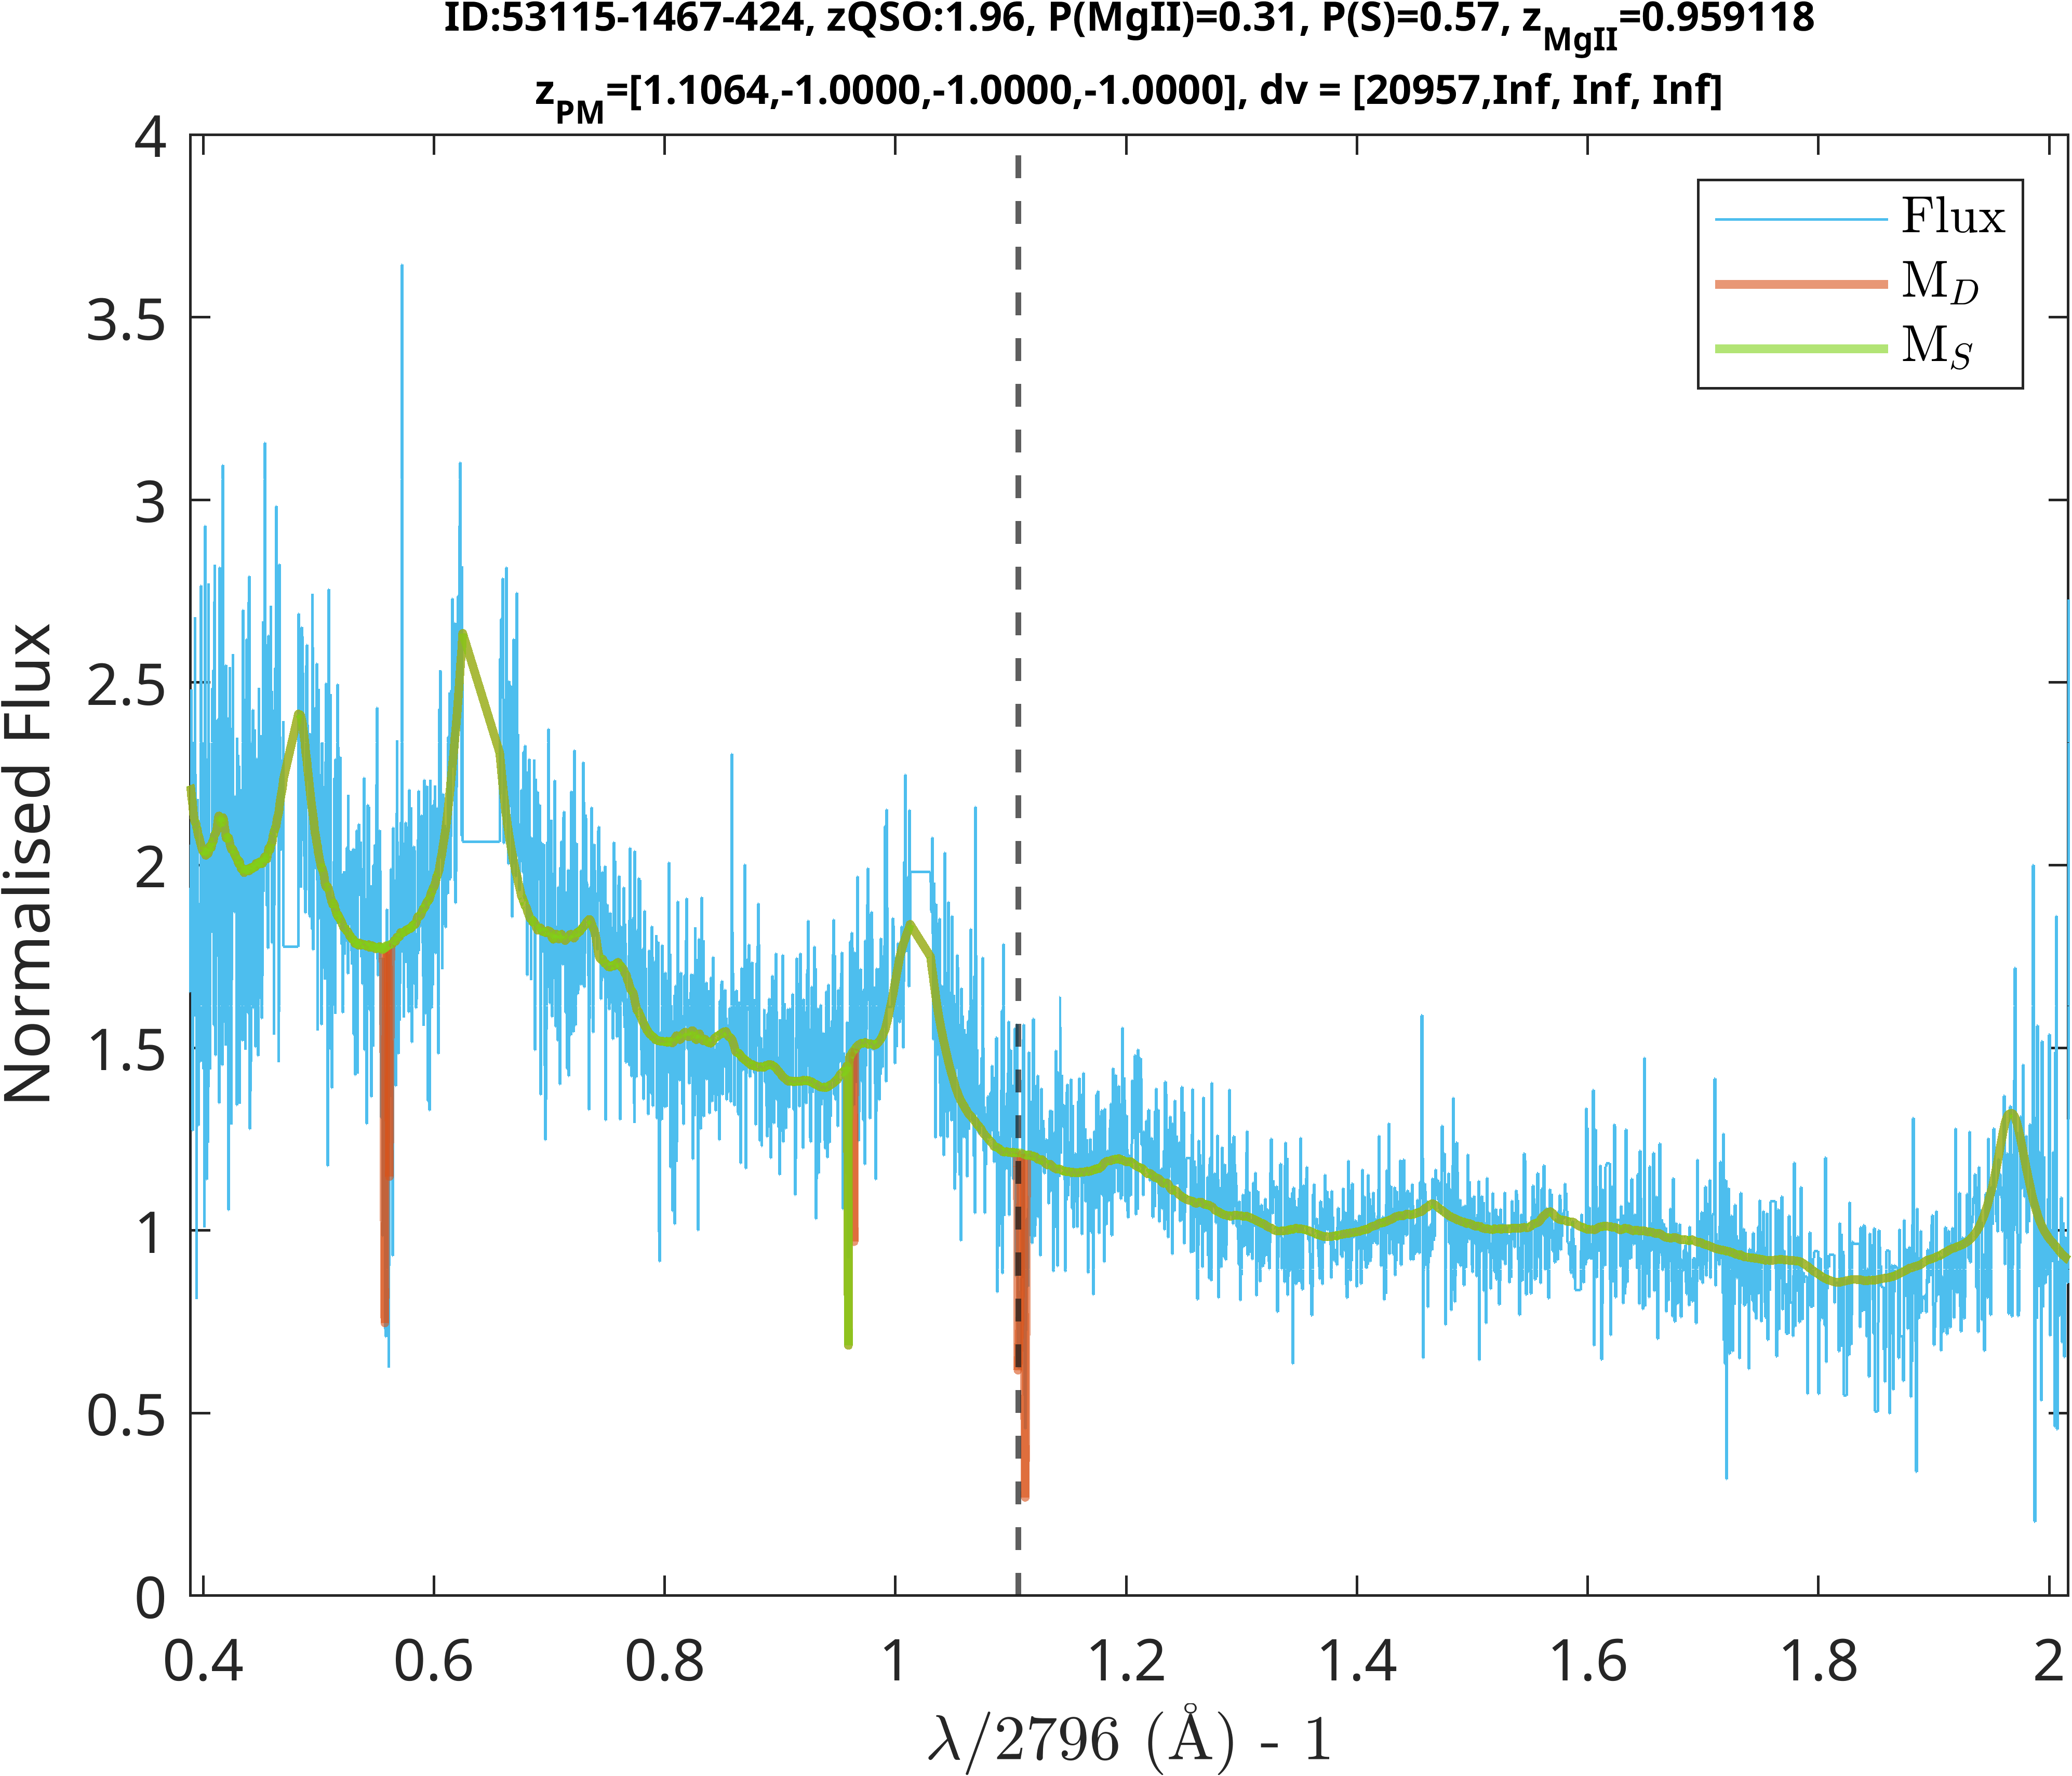 ID:53115-1467-424, zQSO:1.96, P(MgII)=0.31, P(S)=0.57, zMgII=0.959118
zPM=[1.1064,-1.0000,-1.0000,-1.0000], dv = [20957,Inf, Inf, Inf]
4
3.5
3
2.5
2
1.5
1
0.5
0
Normalised Flux
Flux
MD
MS
0.4 0.6 0.8 1 1.2 1.4 1.6 1.8 2
λ/2796 (Å) - 1